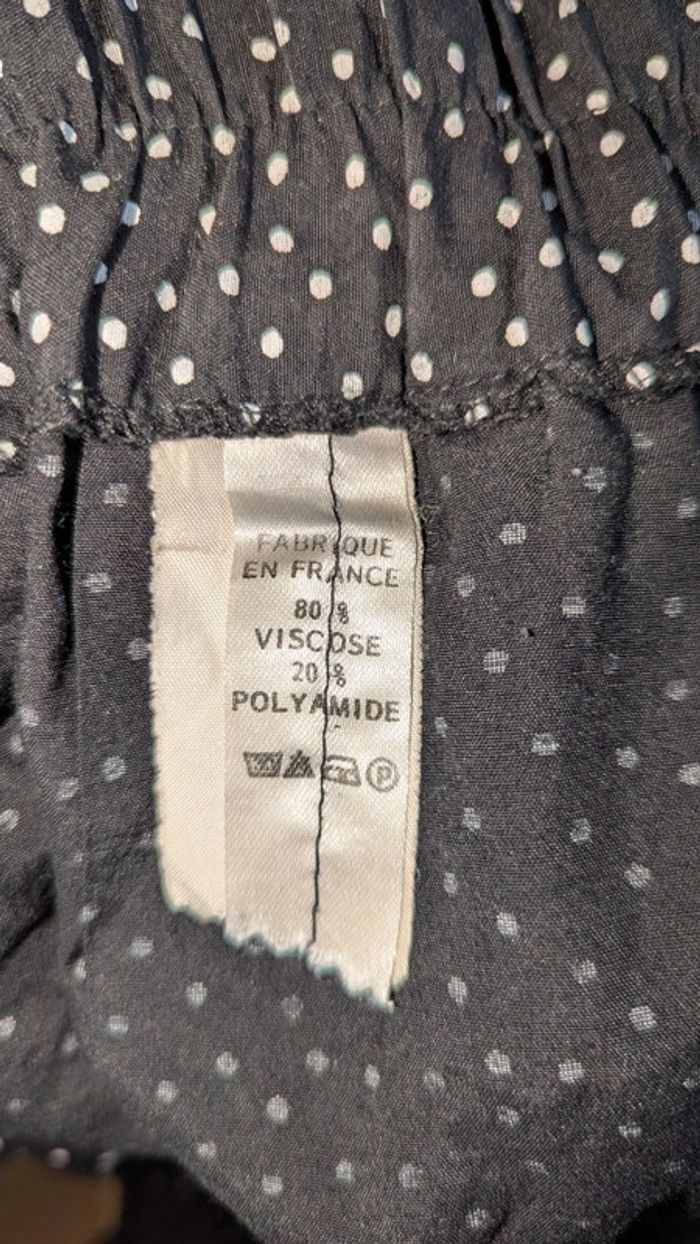 FABRIQUE
EN FRANCE
80 %
VISCOSE
20 %
POLYAMIDE
P